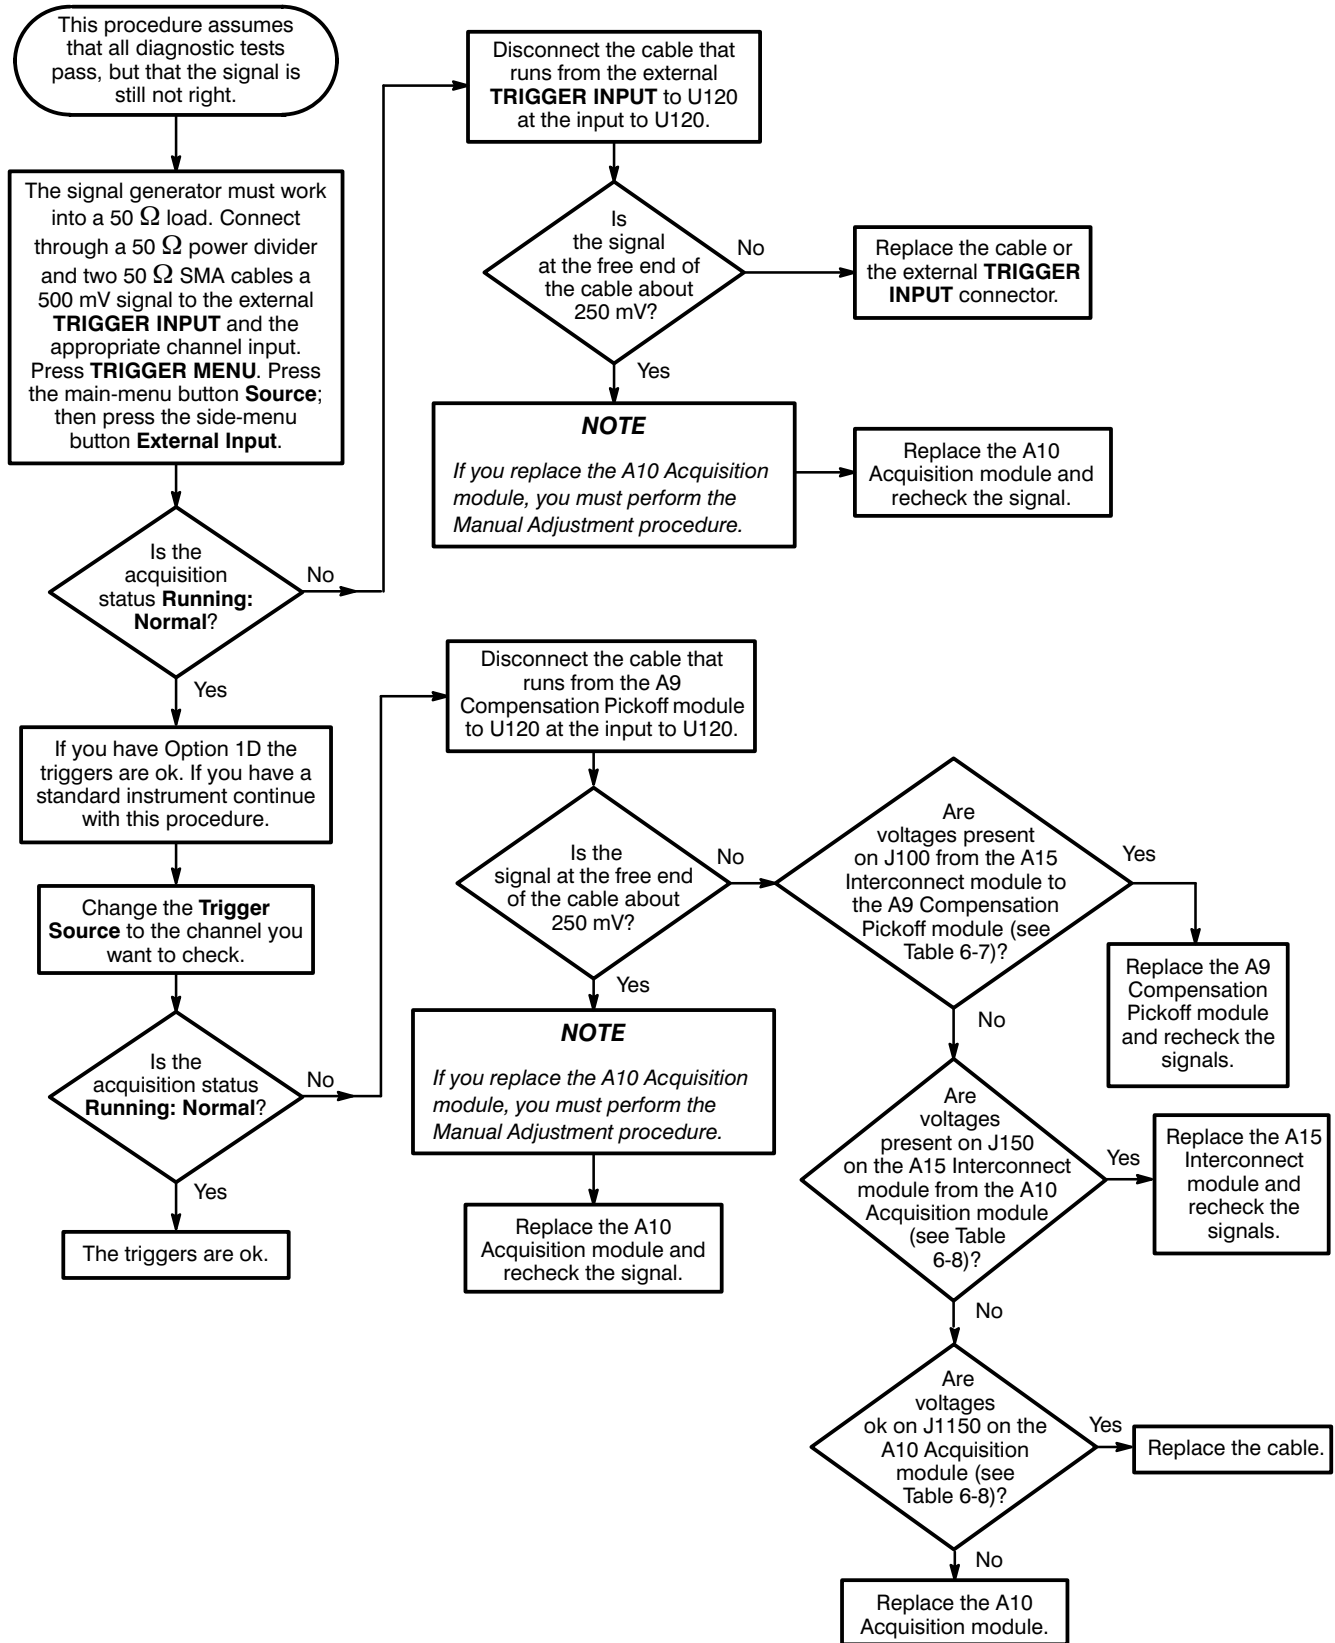 This procedure assumes
that all diagnostic tests
pass, but that the signal is
still not right.
The signal generator must work
into a 50 Ω load. Connect
through a 50 Ω power divider
and two 50 Ω SMA cables a
500 mV signal to the external
TRIGGER INPUT and the
appropriate channel input.
Press TRIGGER MENU. Press
the main-menu button Source;
then press the side-menu
button External Input.
Is the
acquisition
status Running:
Normal?
No
Yes
Disconnect the cable that
runs from the external
TRIGGER INPUT to U120
at the input to U120.
Is
the signal
at the free end of
the cable about
250 mV?
No
Replace the cable or
the external TRIGGER
INPUT connector.
Yes
NOTE
If you replace the A10 Acquisition
module, you must perform the
Manual Adjustment procedure.
Replace the A10
Acquisition module and
recheck the signal.
If you have Option 1D the
triggers are ok. If you have a
standard instrument continue
with this procedure.
Change the Trigger
Source to the channel you
want to check.
Is the
acquisition status
Running: Normal?
No
Yes
The triggers are ok.
Disconnect the cable that
runs from the A9
Compensation Pickoff module
to U120 at the input to U120.
Is the
signal at the free end
of the cable about
250 mV?
No
Yes
NOTE
If you replace the A10 Acquisition
module, you must perform the
Manual Adjustment procedure.
Replace the A10
Acquisition module and
recheck the signal.
Are
voltages present
on J100 from the A15
Interconnect module to
the A9 Compensation
Pickoff module (see
Table 6-7)?
Yes
Replace the A9
Compensation
Pickoff module
and recheck the
signals.
No
Are
voltages
present on J150
on the A15 Interconnect
module from the A10
Acquisition module
(see Table
6-8)?
Yes
Replace the A15
Interconnect
module and
recheck the
signals.
No
Are
voltages
ok on J1150 on the
A10 Acquisition
module (see
Table 6-8)?
Yes
Replace the cable.
No
Replace the A10
Acquisition module.